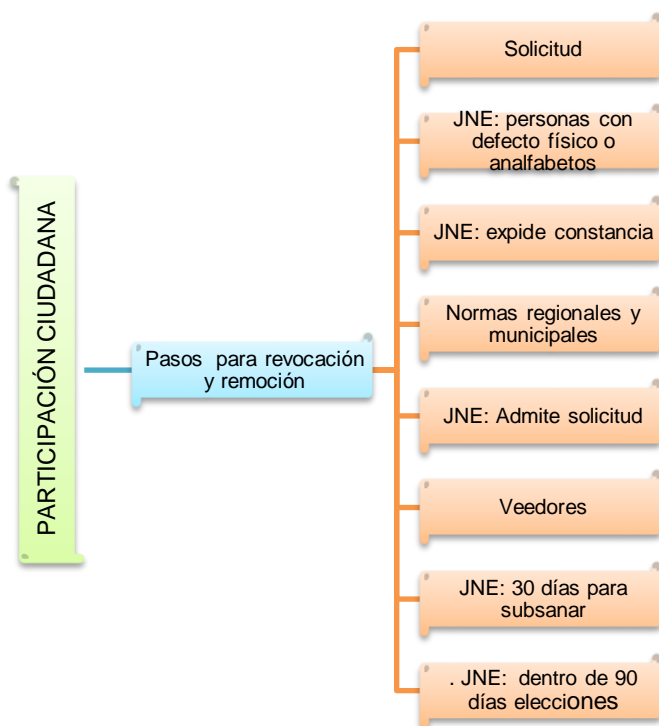 PARTICIPACIÓN CIUDADANA
Pasos para revocación
y remoción
Solicitud
JNE: personas con
defecto físico o
analfabetos
JNE: expide constancia
Normas regionales y
municipales
JNE: Admite solicitud
Veedores
JNE: 30 días para
subsanar
. JNE: dentro de 90
días elecciones